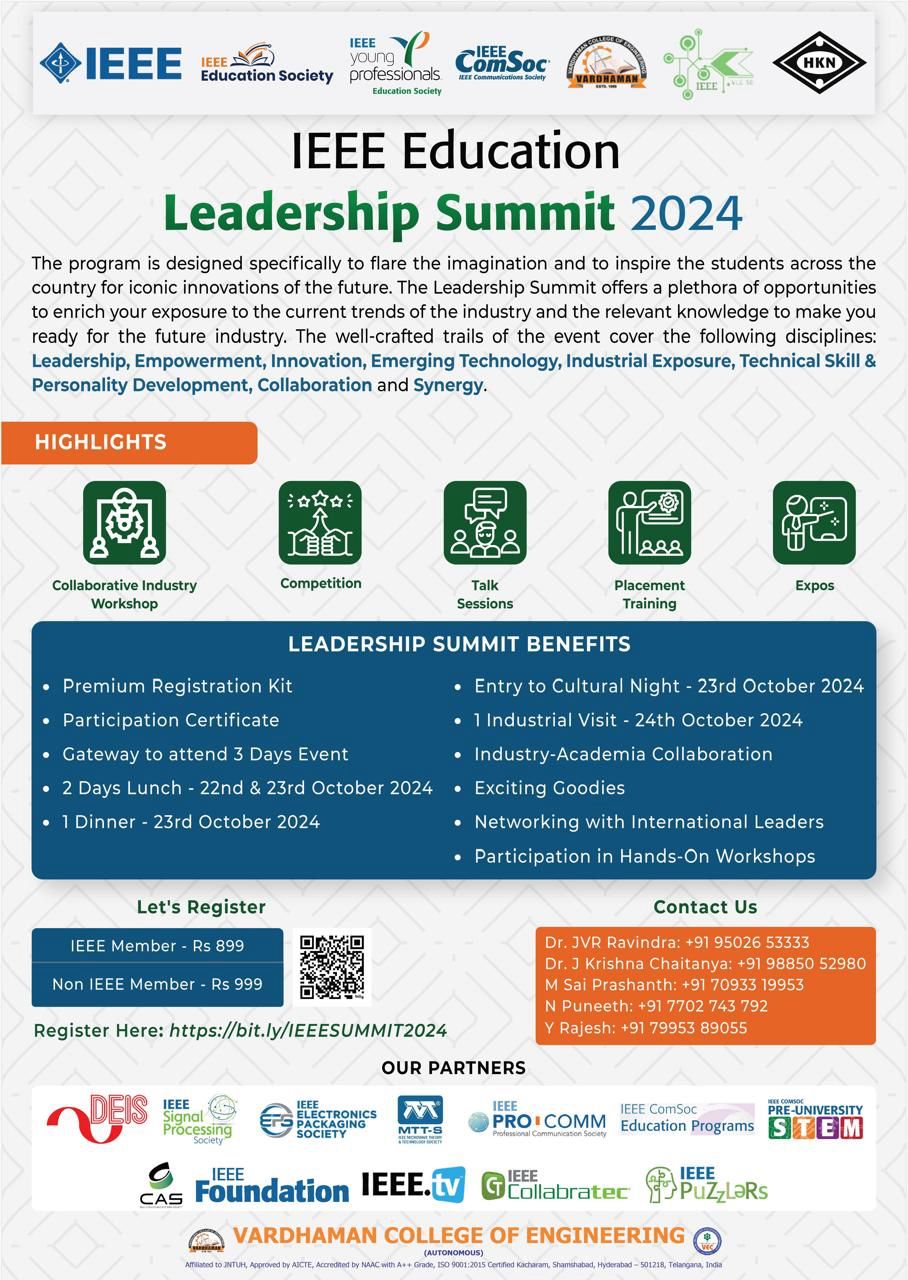 IEEE
IEEE
Education Society
IEEE
young
professionals
Education Society
IEEE
ComSoc
IEEE Communications Society
VARDHAMAN COLLEGE OF ENGINEERING
VARDHAMAN
ESTD. 1999
IEEE
HKN
IEEE Education
Leadership Summit 2024
The program is designed specifically to flare the imagination and to inspire the students across the
country for iconic innovations of the future. The Leadership Summit offers a plethora of opportunities
to enrich your exposure to the current trends of the industry and the relevant knowledge to make you
ready for the future industry. The well-crafted trails of the event cover the following disciplines:
Leadership, Empowerment, Innovation, Emerging Technology, Industrial Exposure, Technical Skill &
Personality Development, Collaboration and Synergy.
HIGHLIGHTS
Collaborative Industry
Workshop
Competition
Talk
Sessions
Placement
Training
Expos
LEADERSHIP SUMMIT BENEFITS
• Premium Registration Kit
• Participation Certificate
• Gateway to attend 3 Days Event
• 2 Days Lunch - 22nd & 23rd October 2024
• 1 Dinner - 23rd October 2024
• Entry to Cultural Night - 23rd October 2024
• 1 Industrial Visit - 24th October 2024
• Industry-Academia Collaboration
• Exciting Goodies
• Networking with International Leaders
• Participation in Hands-On Workshops
Let's Register
IEEE Member - Rs 899
Non IEEE Member - Rs 999
Register Here: https://bit.ly/IEEESUMMIT2024
Contact Us
Dr. JVR Ravindra: +91 95026 53333
Dr. J Krishna Chaitanya: +91 98850 52980
M Sai Prashanth: +91 70933 19953
N Puneeth: +91 7702 743 792
Y Rajesh: +91 79953 89055
OUR PARTNERS
DEIS
IEEE
Signal
Processing
Society
EPS
IEEE
ELECTRONICS
PACKAGING
SOCIETY
MTT-S
IEEE MICROWAVE THEORY
& TECHNOLOGY SOCIETY
IEEE
PRO COMM
Professional Communication Society
IEEE ComSoc
Education Programs
IEEE COMSOC
PRE-UNIVERSITY
STEM
CAS
IEEE
Foundation
IEEE.tv
IEEE
Collabratec
IEEE
PuZzLeRs
VARDHAMAN COLLEGE OF ENGINEERING
(AUTONOMOUS)
Affiliated to JNTUH, Approved by AICTE, Accredited by NAAC with A++ Grade, ISO 9001:2015 Certified Kacharam, Shamshabad, Hyderabad – 501218, Telangana, India